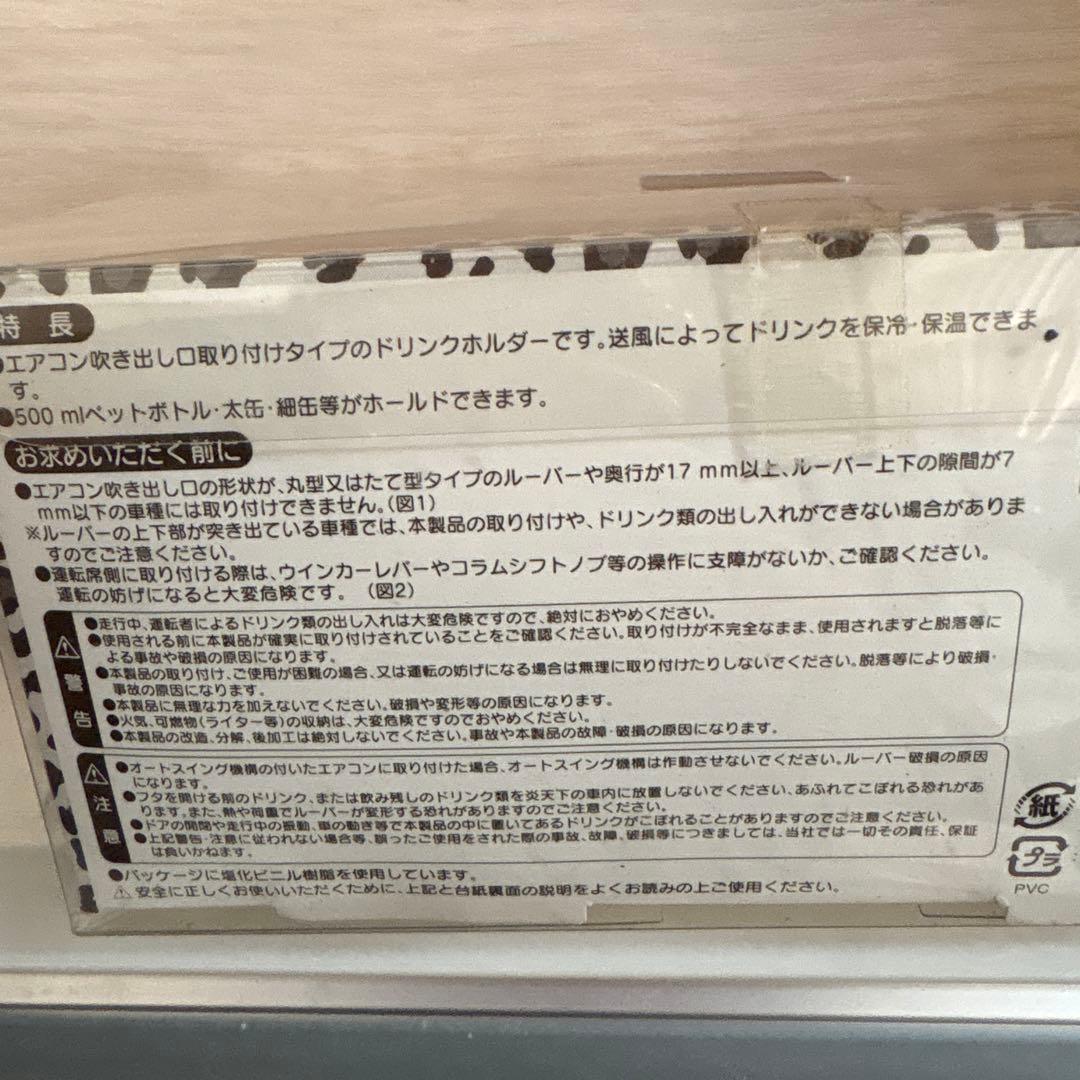 特長
●エアコン吹き出し口取り付けタイプのドリンクホルダーです。送風によってドリンクを保冷・保温できま
す。
●500 mlペットボトル・太缶・細缶等がホールドできます。
お求めいただく前に
●エアコン吹き出し口の形状が、丸型又はたて型タイプのルーバーや奥行が17 mm以上、ルーバー上下の隙間が7
mm以下の車種には取り付けできません。(図1)
※ルーバーの上下部が突き出ている車種では、本製品の取り付けや、ドリンク類の出し入れができない場合がありま
すのでご注意ください。
●運転席側に取り付ける際は、ウインカーレバーやコラムシフトノブ等の操作に支障がないか、ご確認ください。
運転の妨げになると大変危険です。(図2)
警告
●走行中、運転者によるドリンク類の出し入れは大変危険ですので、絶対におやめください。
●使用される前に本製品が確実に取り付けされていることをご確認ください。取り付けが不完全なまま、使用されますと脱落等に
よる事故や破損の原因になります。
●本製品の取り付け、ご使用が困難の場合、又は運転の妨げになる場合は無理に取り付けたりしないでください。脱落等により破損・
事故の原因になります。
●本製品に無理な力を加えないでください。破損や変形等の原因になります。
●火気、可燃物(ライター等)の収納は、大変危険ですのでおやめください。
●本製品の改造、分解、後加工は絶対しないでください。事故や本製品の故障・破損の原因になります。
注意
●オートスイング機構の付いたエアコンに取り付けた場合、オートスイング機構は作動させないでください。ルーバー破損の原因
になります。
●フタを開ける前のドリンク、または飲み残しのドリンク類を炎天下の車内に放置しないでください、あふれてこぼれる恐れがあ
ります。また、熱や荷重でルーバーが変形する恐れがありますのでご注意ください。
●ドアの開閉や走行中の振動、車の動き等で本製品の中に置いてあるドリンクがこぼれることがありますのでご注意ください。
●上記警告・注意に従われない場合等、誤ったご使用をされた際の事故、故障、破損等につきましては、当社では一切その責任、保証
は負いかねます。
●パッケージに塩化ビニル樹脂を使用しています。
⚠安全に正しくお使いいただくために、上記と台紙裏面の説明をよくお読みの上ご使用ください。
紙
プラ
PVC